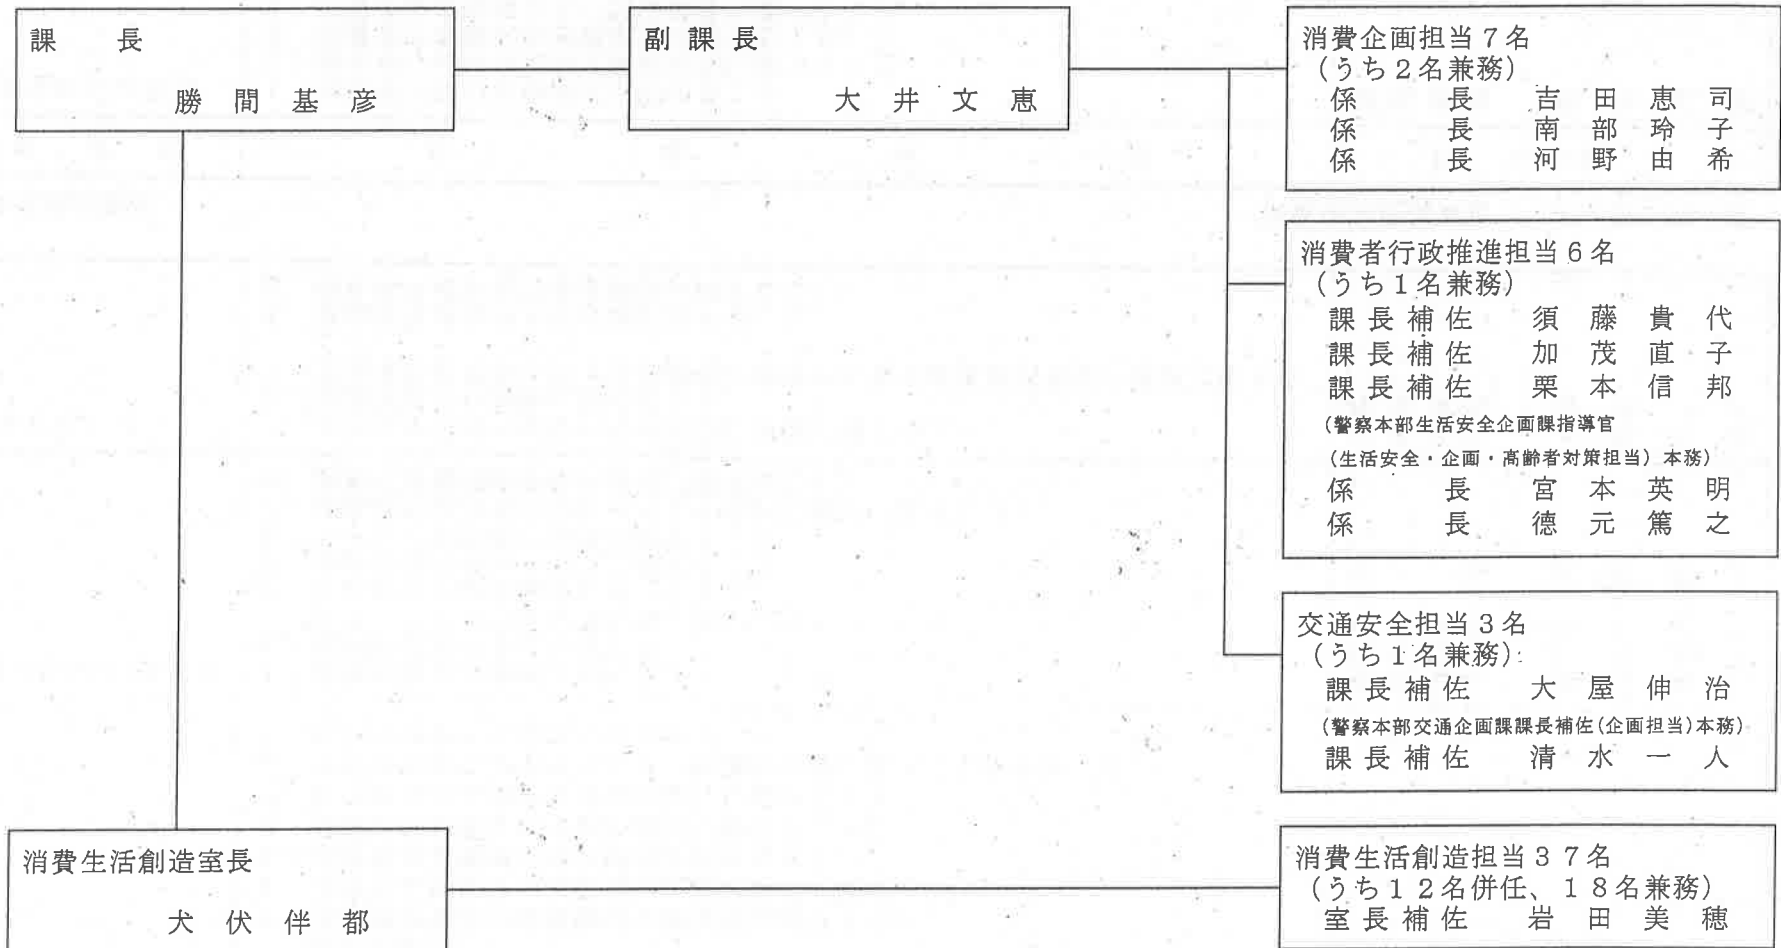 課長
勝間基彦
副課長
大井文恵
消費企画担当7名
(うち2名兼務)
係長 吉田恵司
係長 南部玲子
係長 河野由希
消費者行政推進担当6名
(うち1名兼務)
課長補佐 須藤貴代
課長補佐 加茂直子
課長補佐 栗本信邦
(警察本部生活安全企画課指導官
(生活安全・企画・高齢者対策担当)本務)
係長 宮本英明
係長 徳元篤之
交通安全担当3名
(うち1名兼務)
課長補佐 大屋伸治
(警察本部交通企画課課長補佐(企画担当)本務)
課長補佐 清水一人
消費生活創造室長
犬伏伴都
消費生活創造担当37名
(うち12名併任、18名兼務)
室長補佐 岩田美穂